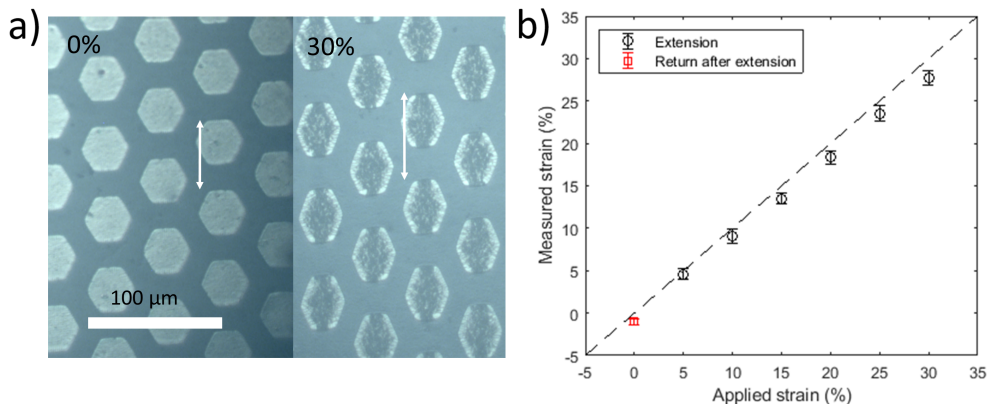 a)
0%
30%
100 µm
b)
Extension
Return after extension
Measured strain (%)
35
30
25
20
15
10
5
0
-5
-5 0 5 10 15 20 25 30 35
Applied strain (%)